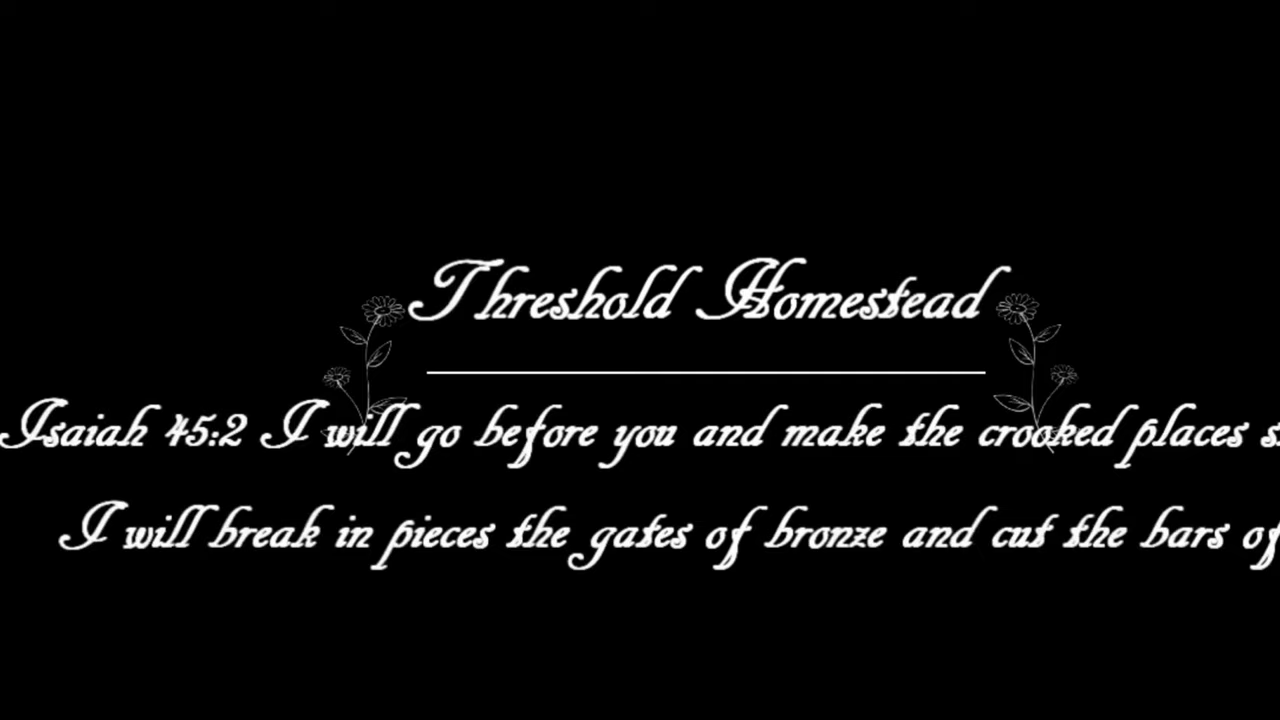 Threshold Homestead
Isaiah 45:2 I will go before you and make the crooked places
I will break in pieces the gates of bronze and cut the bars of